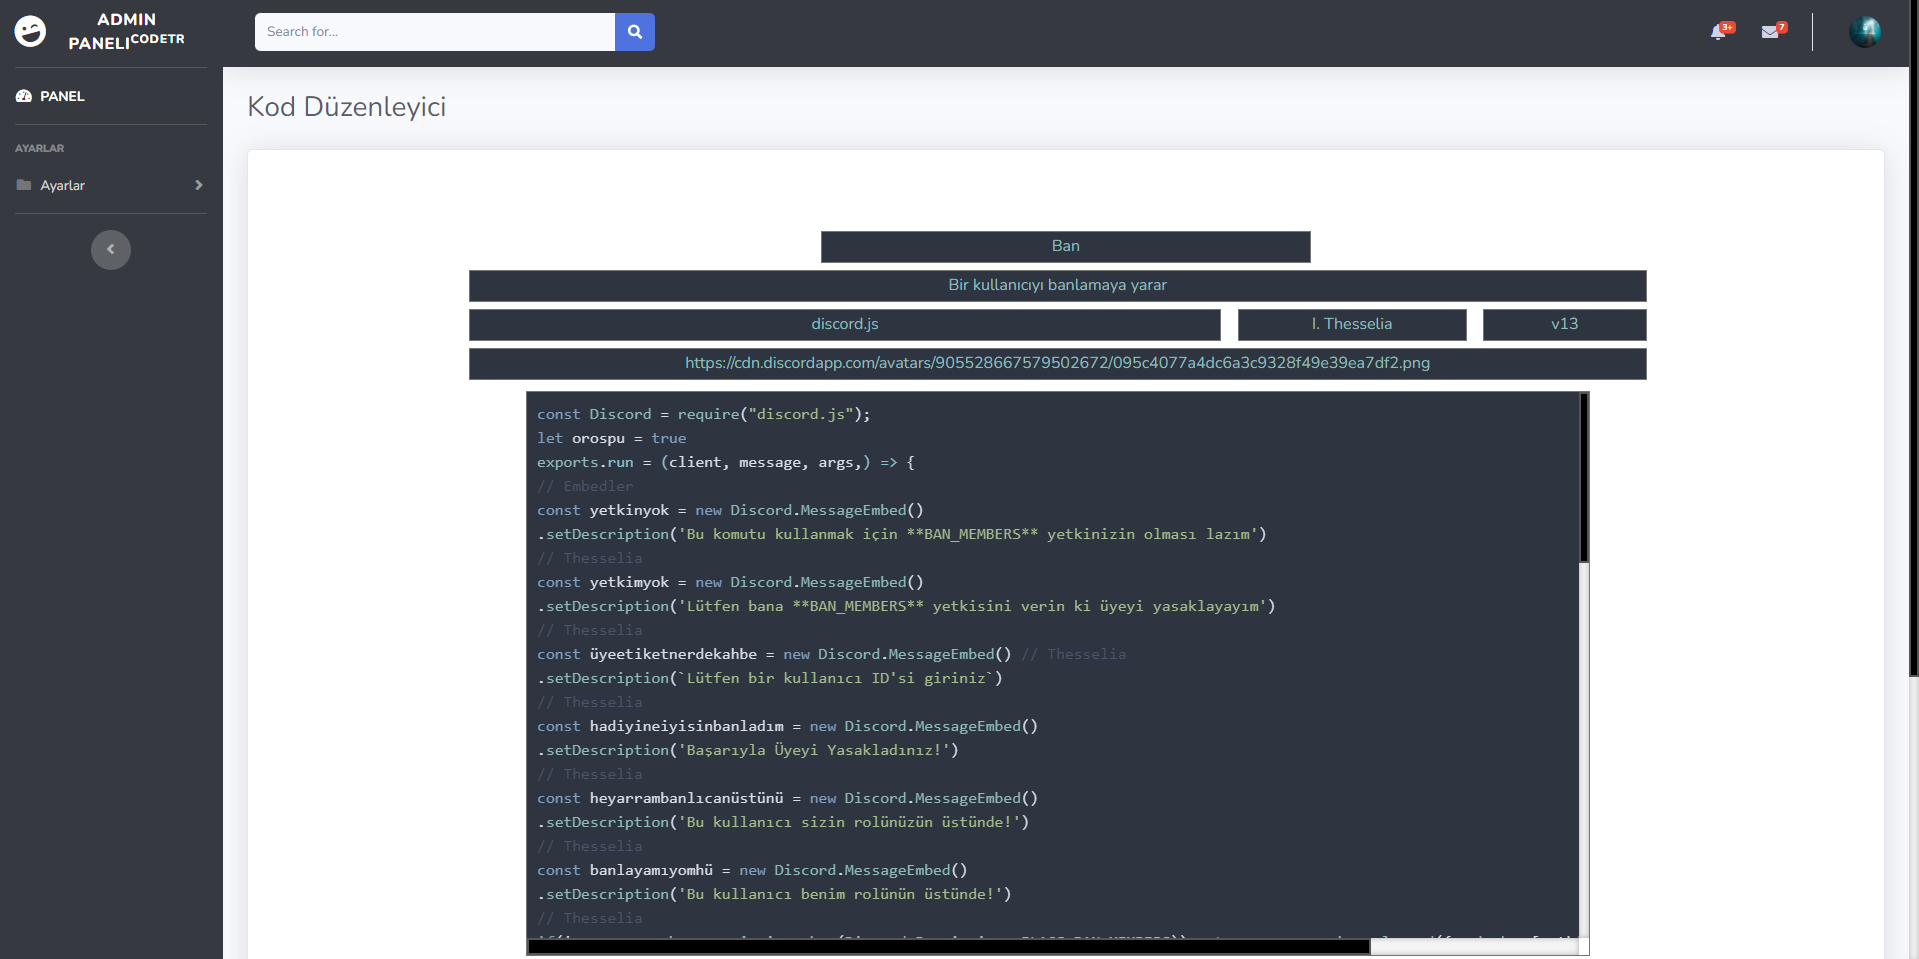 ADMIN
PANELI CODETR
Search for...
3+
7
PANEL
AYARLAR
Ayarlar
Kod Düzenleyici
Ban
Bir kullanıcıyı banlamaya yarar
discord.js
I. Thesselia
v13
https://cdn.discordapp.com/avatars/905528667579502672/095c4077a4dc6a3c9328f49e39ea7df2.png
const Discord = require("discord.js");
let orospu = true
exports.run = (client, message, args,) => {
// Embedler
const yetkinyok = new Discord.MessageEmbed()
.setDescription('Bu komutu kullanmak için **BAN_MEMBERS** yetkinizin olması lazım')
// Thesselia
const yetkimyok = new Discord.MessageEmbed()
.setDescription('Lütfen bana **BAN_MEMBERS** yetkisini verin ki üyeyi yasaklayayım')
// Thesselia
const üyeetiketnerdekahbe = new Discord.MessageEmbed() // Thesselia
.setDescription(`Lütfen bir kullanıcı ID'si giriniz`)
// Thesselia
const hadiyineiyisinbanladım = new Discord.MessageEmbed()
.setDescription('Başarıyla Üyeyi Yasakladınız!')
// Thesselia
const heyarrambanlıcanüstünü = new Discord.MessageEmbed()
.setDescription('Bu kullanıcı sizin rolünüzün üstünde!')
// Thesselia
const banlayamıyomhü = new Discord.MessageEmbed()
.setDescription('Bu kullanıcı benim rolünün üstünde!')
// Thesselia